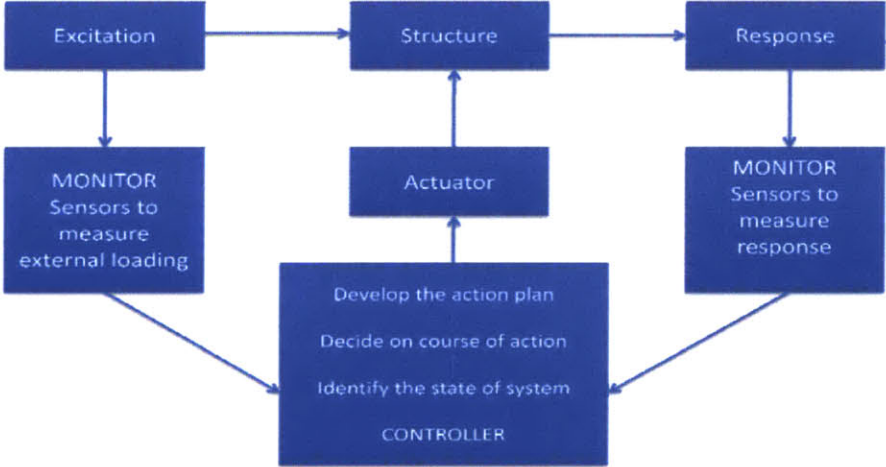 Excitation
Structure
Response
MONITOR
Sensors to
measure
external loading
Actuator
MONITOR
Sensors to
measure
response
Develop the action plan
Decide on course of action
Identify the state of system
CONTROLLER